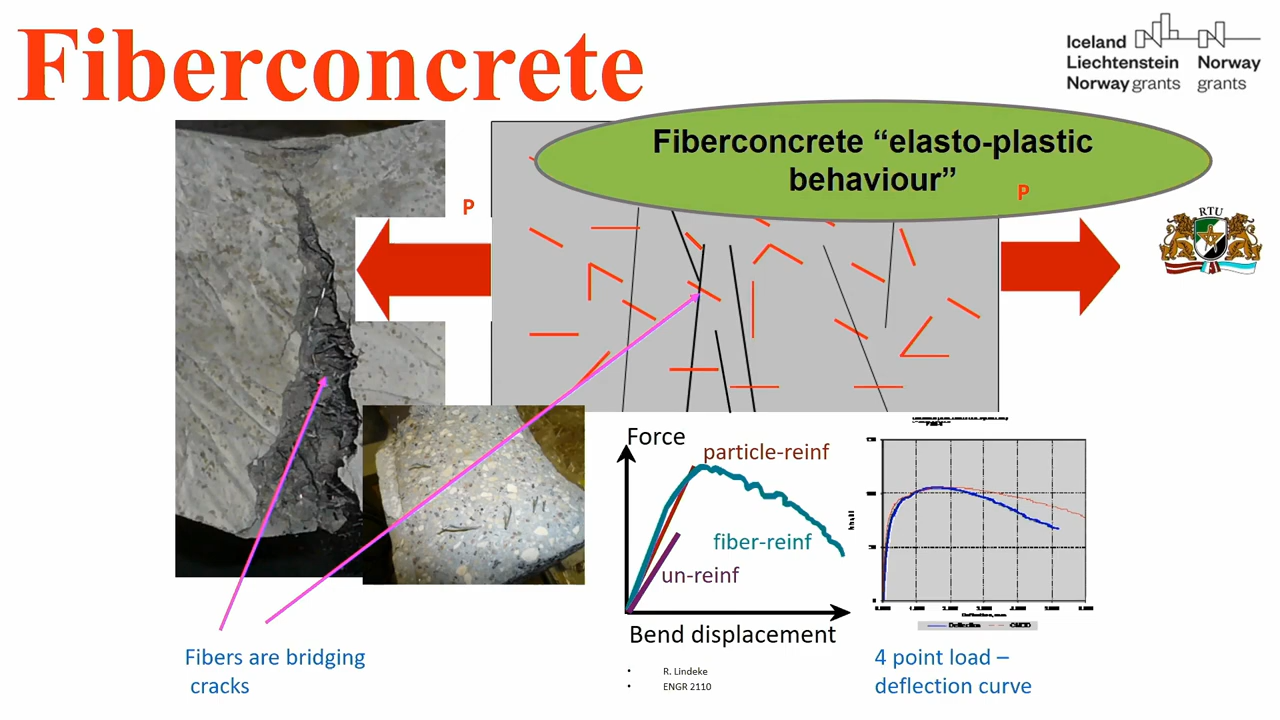 Fiberconcrete
Iceland
Liechtenstein
Norway grants
Norway
grants
Fiberconcrete “elasto-plastic
behaviour”
P
P
RTU
Force
particle-reinf
fiber-reinf
un-reinf
Bend displacement
• R. Lindeke
• ENGR 2110
Fibers are bridging
cracks
4 point load –
deflection curve